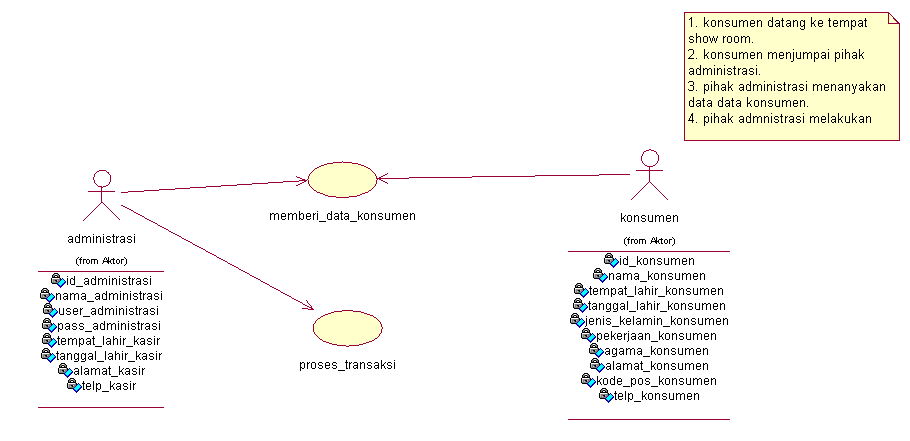 1. konsumen datang ke tempat
show room.
2. konsumen menjumpai pihak
administrasi.
3. pihak administrasi menanyakan
data data konsumen.
4. pihak admnistrasi melakukan
memberi_data_konsumen
administrasi
(from Aktor)
id_administrasi
nama_administrasi
user_administrasi
pass_administrasi
tempat_lahir_kasir
tanggal_lahir_kasir
alamat_kasir
telp_kasir
proses_transaksi
konsumen
(from Aktor)
id_konsumen
nama_konsumen
tempat_lahir_konsumen
tanggal_lahir_konsumen
jenis_kelamin_konsumen
pekerjaan_konsumen
agama_konsumen
alamat_konsumen
kode_pos_konsumen
telp_konsumen